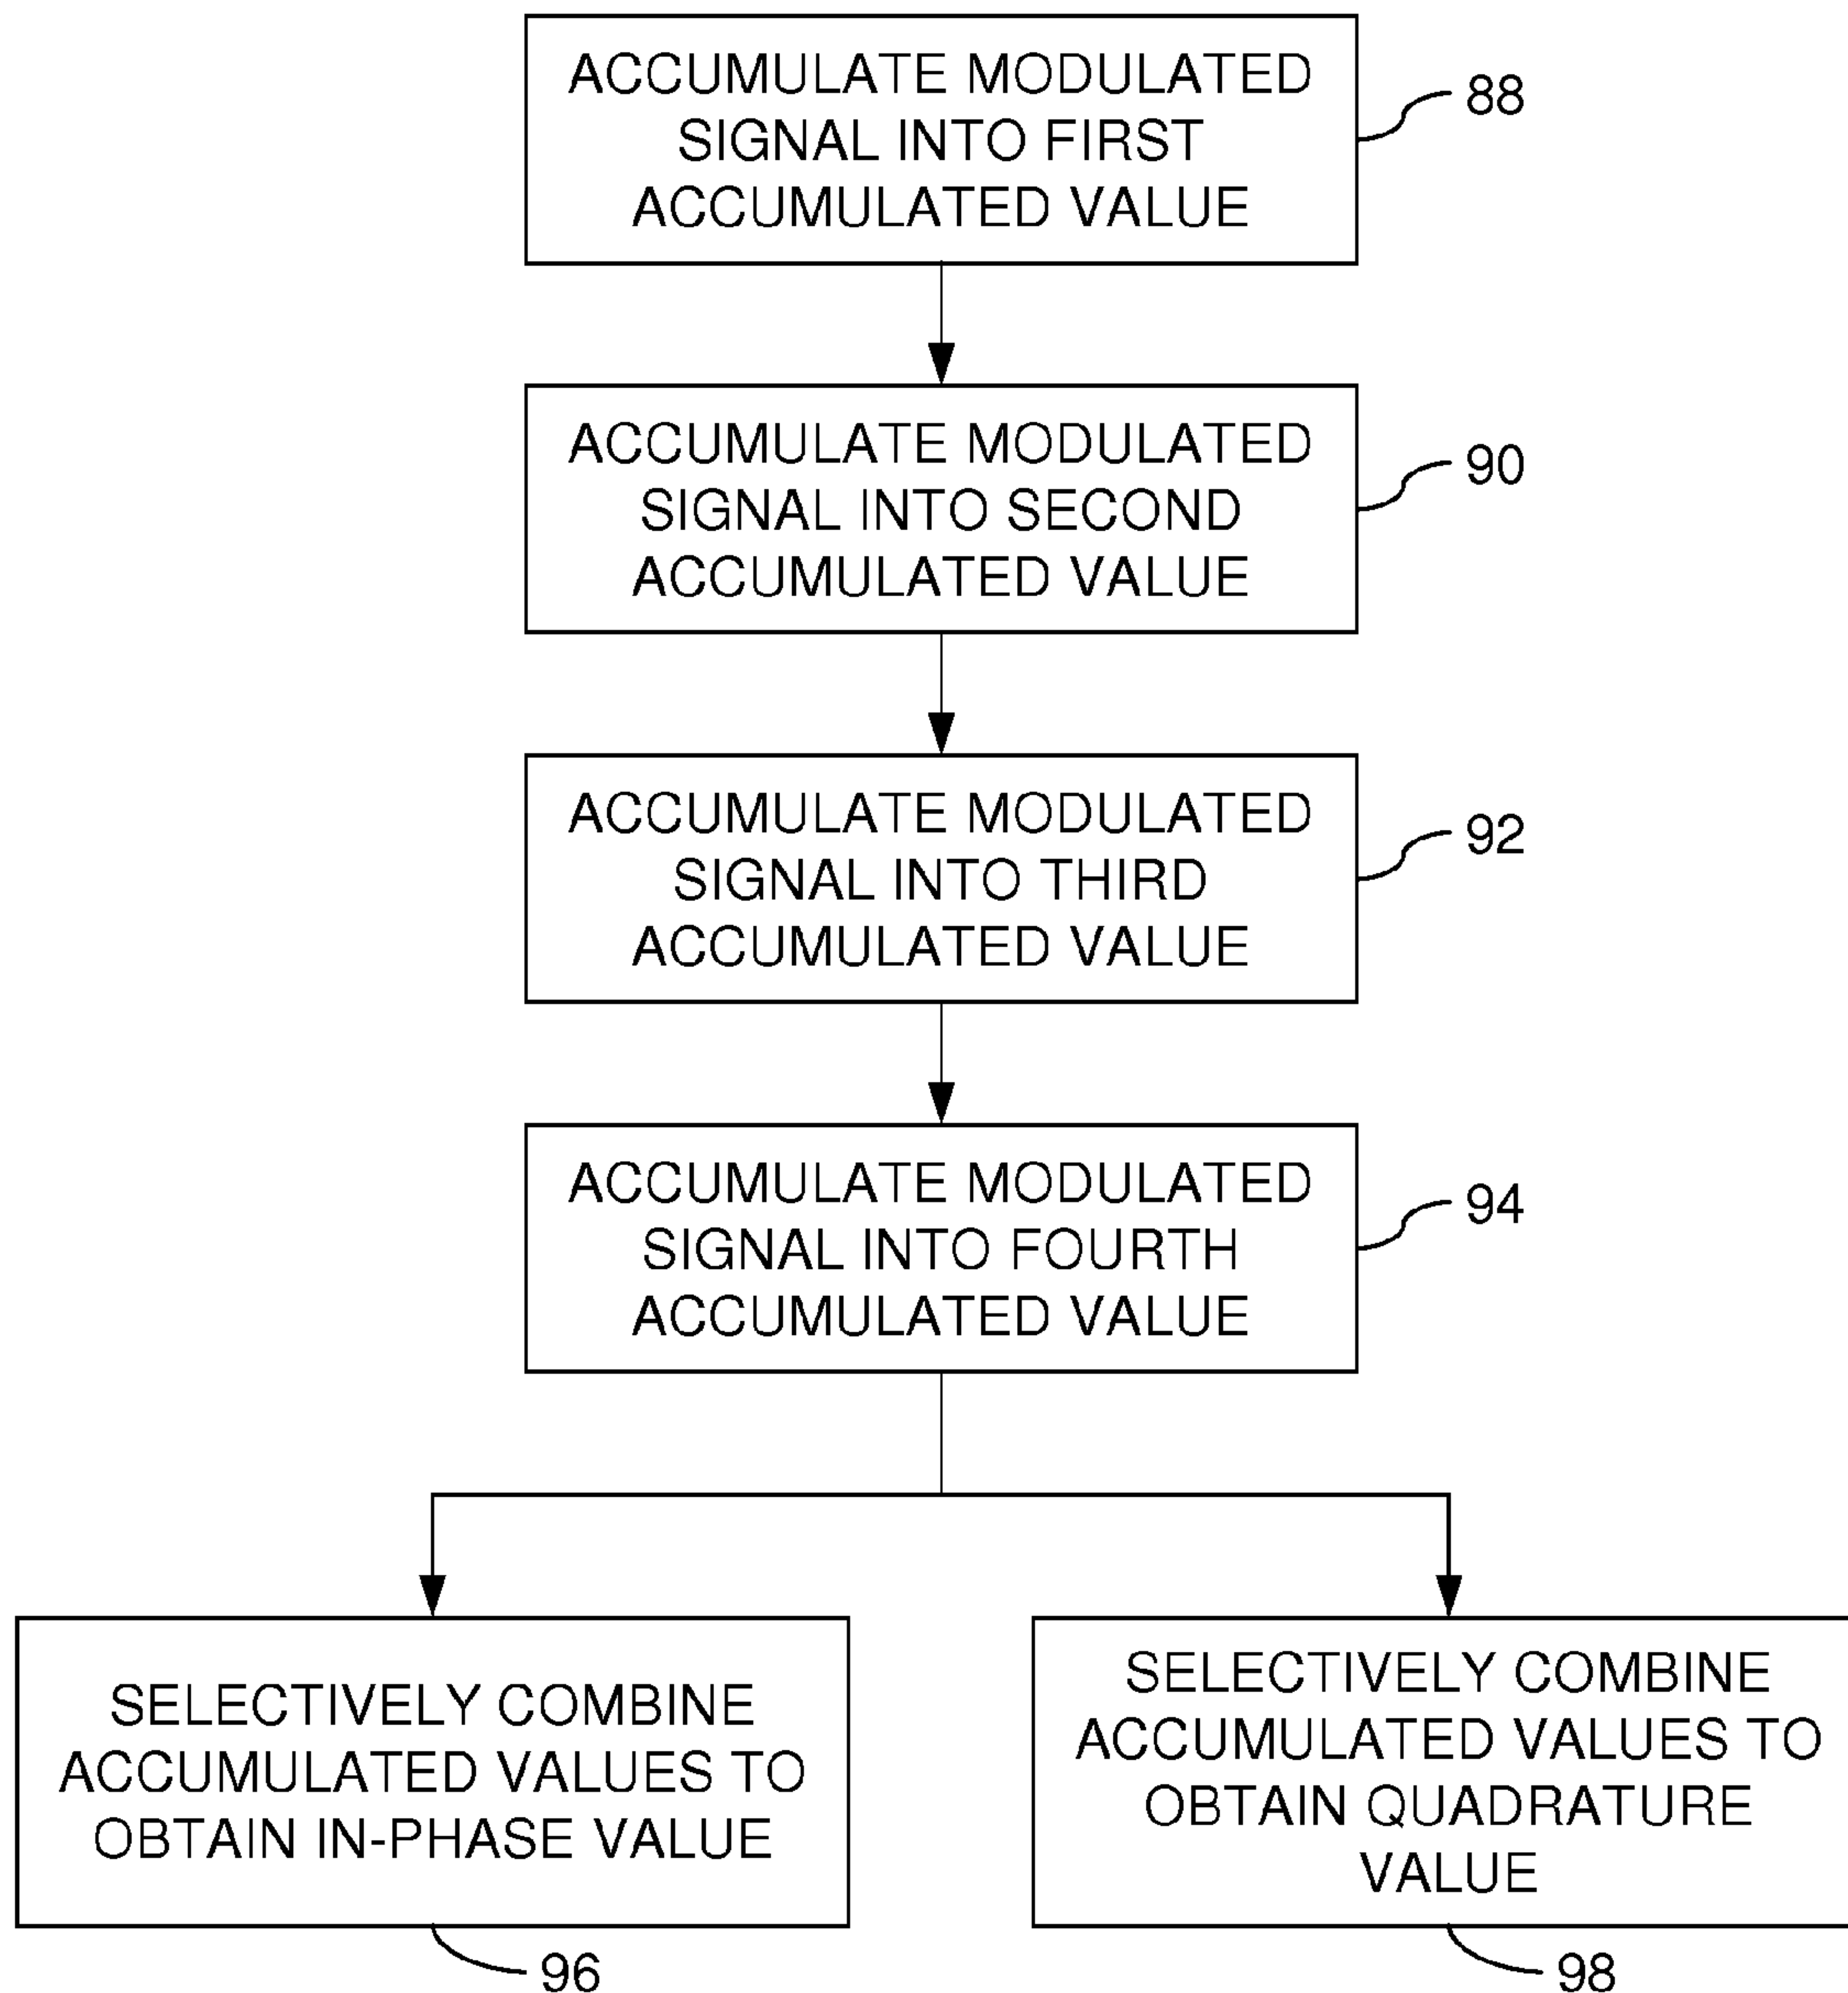 ACCUMULATE MODULATED
SIGNAL INTO FIRST
ACCUMULATED VALUE
88
ACCUMULATE MODULATED
SIGNAL INTO SECOND
ACCUMULATED VALUE
90
ACCUMULATE MODULATED
SIGNAL INTO THIRD
ACCUMULATED VALUE
92
ACCUMULATE MODULATED
SIGNAL INTO FOURTH
ACCUMULATED VALUE
94
SELECTIVELY COMBINE
ACCUMULATED VALUES TO
OBTAIN IN-PHASE VALUE
96
SELECTIVELY COMBINE
ACCUMULATED VALUES TO
OBTAIN QUADRATURE
VALUE
98